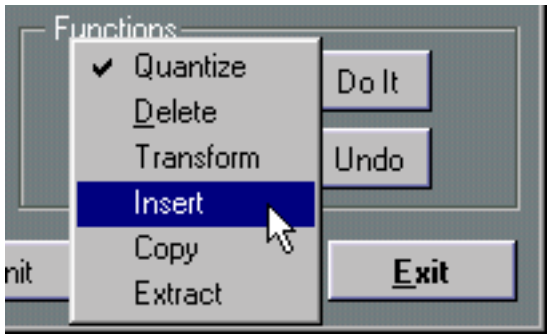 Functions
Quantize
Do It
Delete
Transform
Undo
Insert
Copy
Exit
Extract